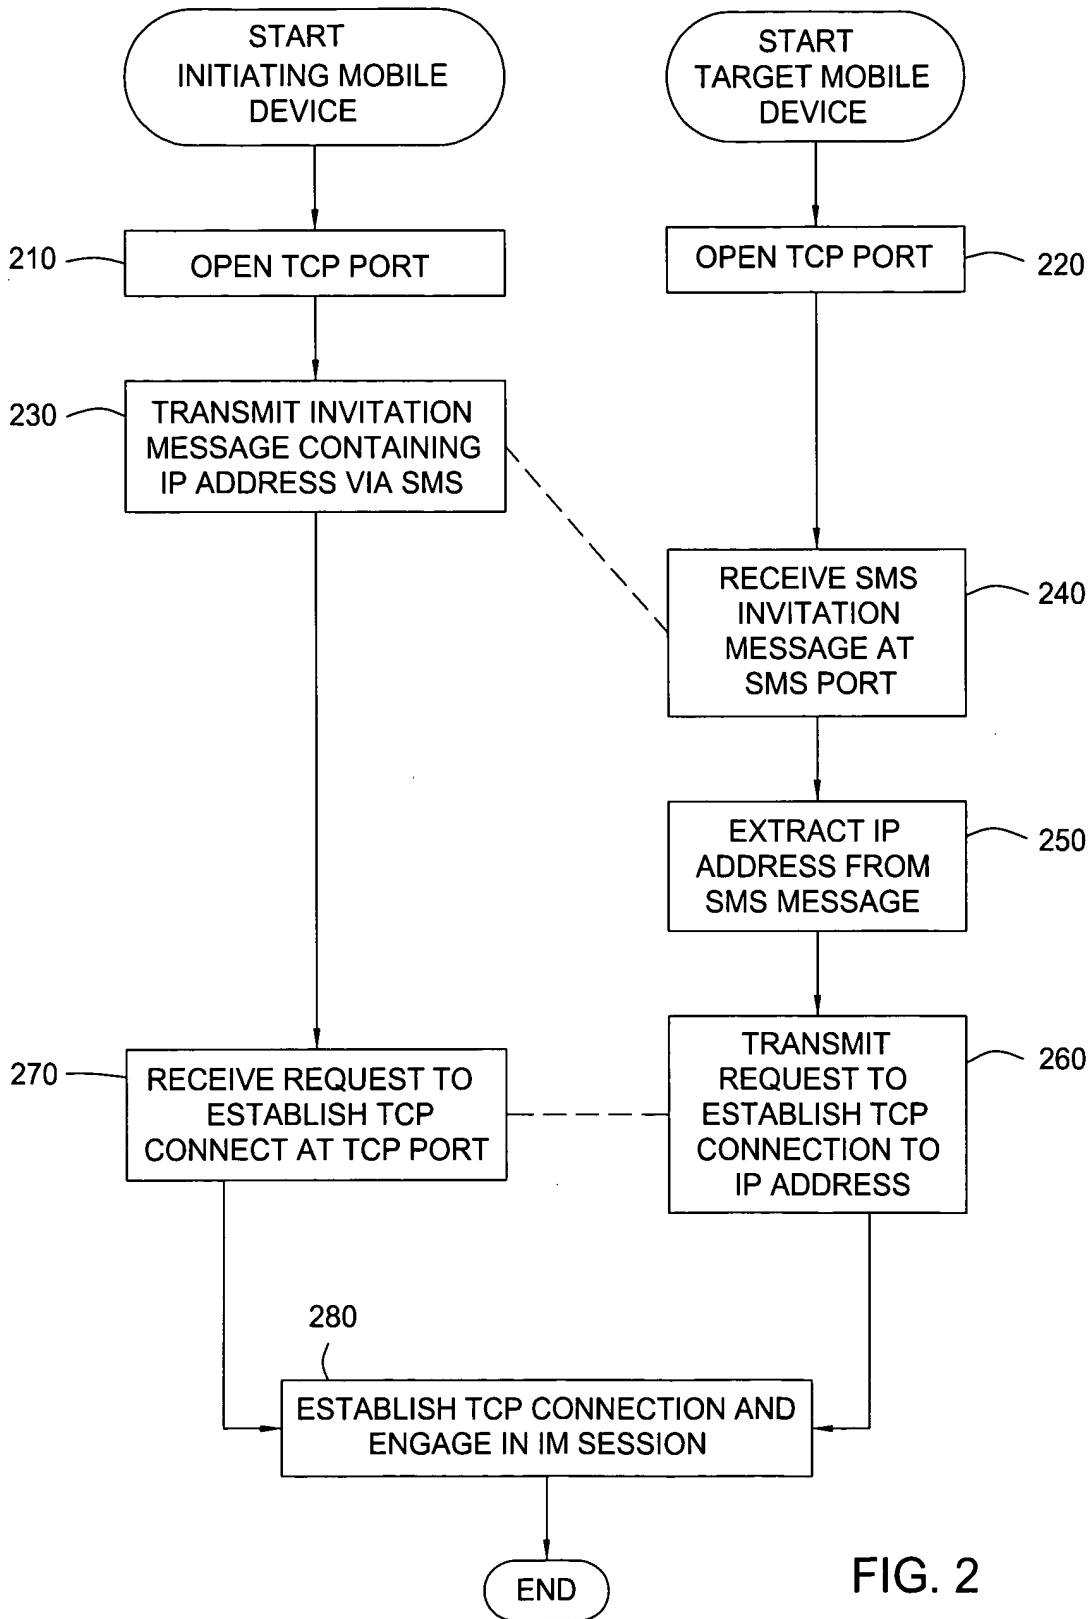 START
INITIATING MOBILE
DEVICE
START
TARGET MOBILE
DEVICE
210
OPEN TCP PORT
OPEN TCP PORT
220
230
TRANSMIT INVITATION
MESSAGE CONTAINING
IP ADDRESS VIA SMS
RECEIVE SMS
INVITATION
MESSAGE AT
SMS PORT
240
EXTRACT IP
ADDRESS FROM
SMS MESSAGE
250
270
RECEIVE REQUEST TO
ESTABLISH TCP
CONNECT AT TCP PORT
TRANSMIT
REQUEST TO
ESTABLISH TCP
CONNECTION TO
IP ADDRESS
260
280
ESTABLISH TCP CONNECTION AND
ENGAGE IN IM SESSION
END
FIG. 2